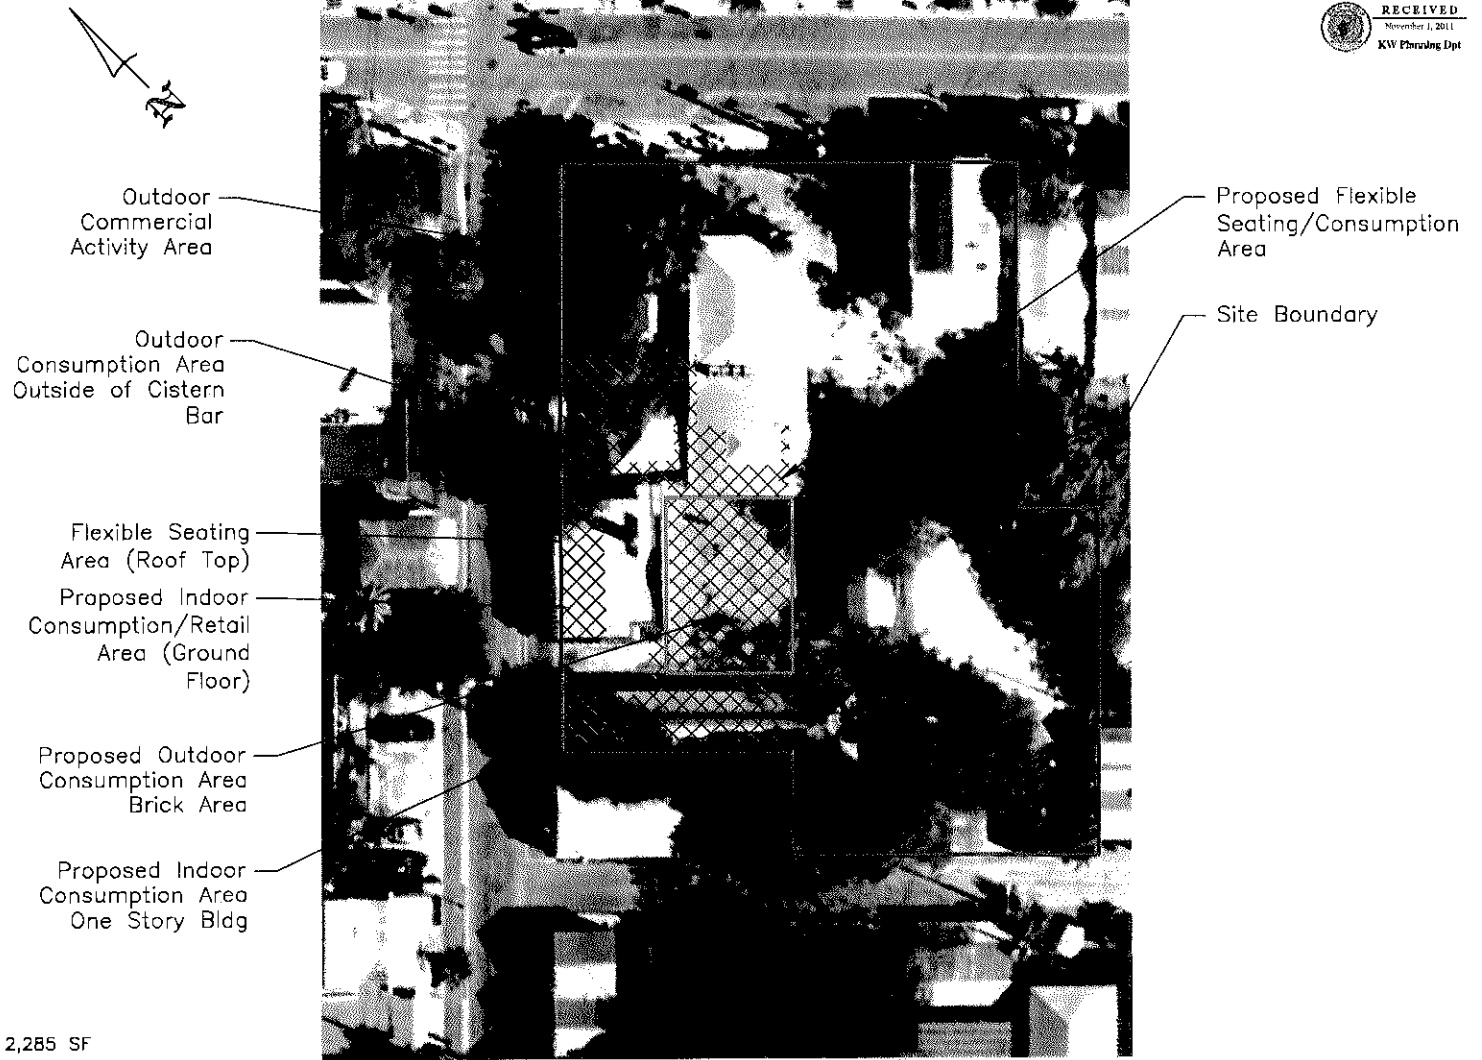 RECEIVED
November 1, 2011
KW Planning Dpt
N
Outdoor
Commercial
Activity Area
Outdoor
Consumption Area
Outside of Cistern
Bar
Flexible Seating
Area (Roof Top)
Proposed Indoor
Consumption/Retail
Area (Ground
Floor)
Proposed Outdoor
Consumption Area
Brick Area
Proposed Indoor
Consumption Area
One Story Bldg
2,285 SF
Proposed Flexible
Seating/Consumption
Area
Site Boundary